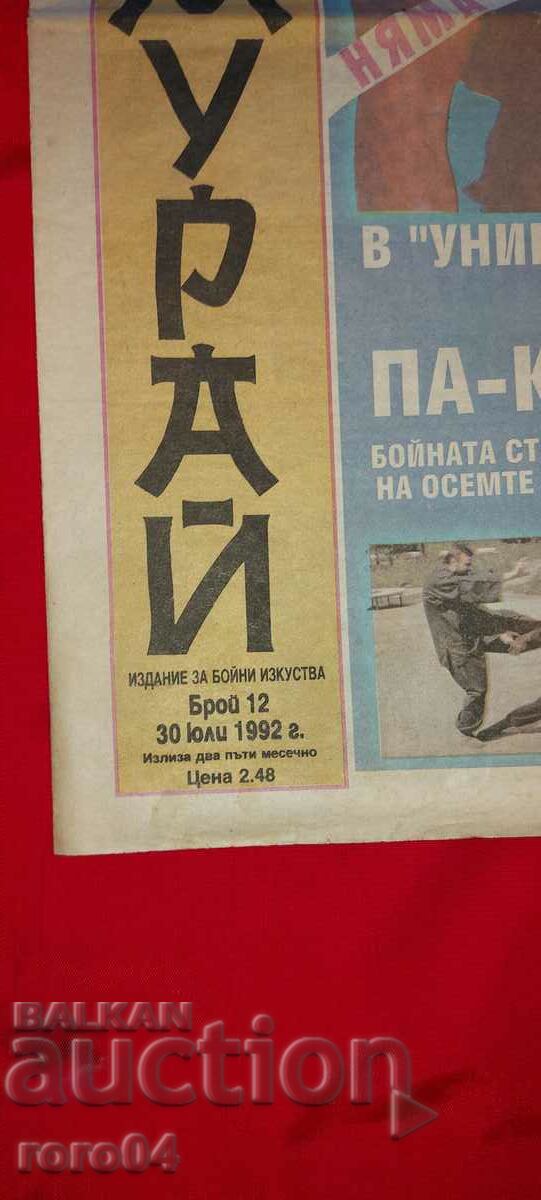 МУРАЙ
ИЗДАНИЕ ЗА БОЙНИ ИЗКУСТВА
Брой 12
30 юли 1992 г.
Излиза два пъти месечно
Цена 2.48
НЯМА
В "УНИ
ПА-К
БОЙНАТА СТ
НА ОСЕМТЕ
BALKAN
auction
roro04